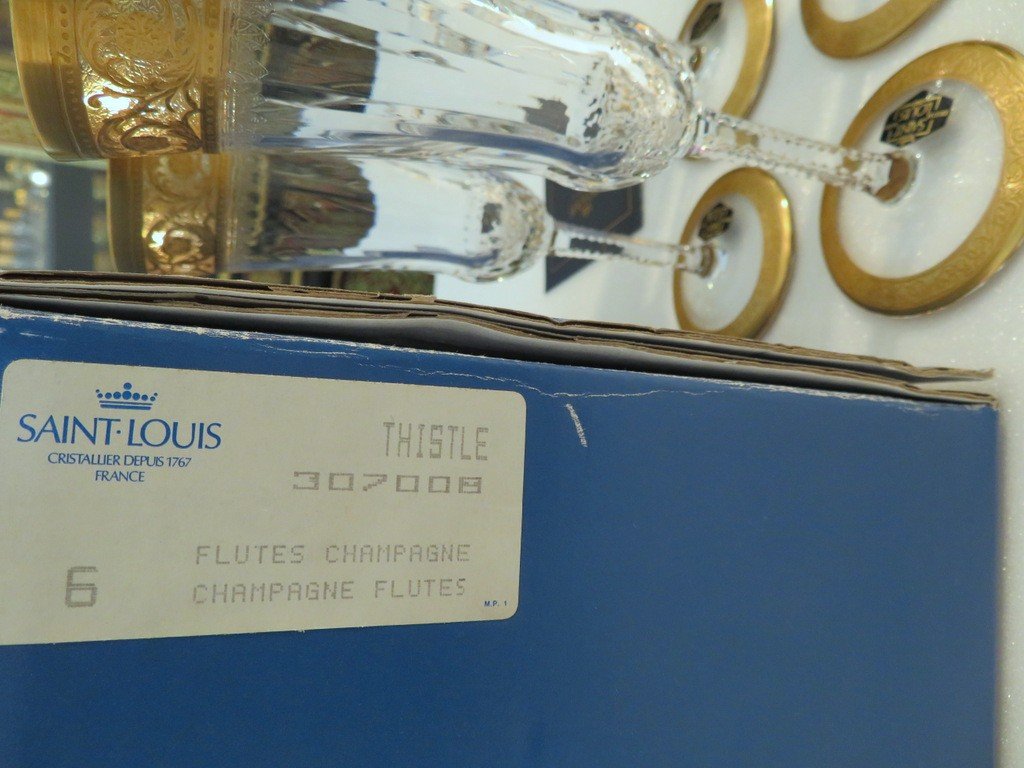 SAINT·LOUIS
CRISTALLIER DEPUIS 1767
FRANCE
THISTLE
307008
6
FLUTES CHAMPAGNE
CHAMPAGNE FLUTES
M.P. 1